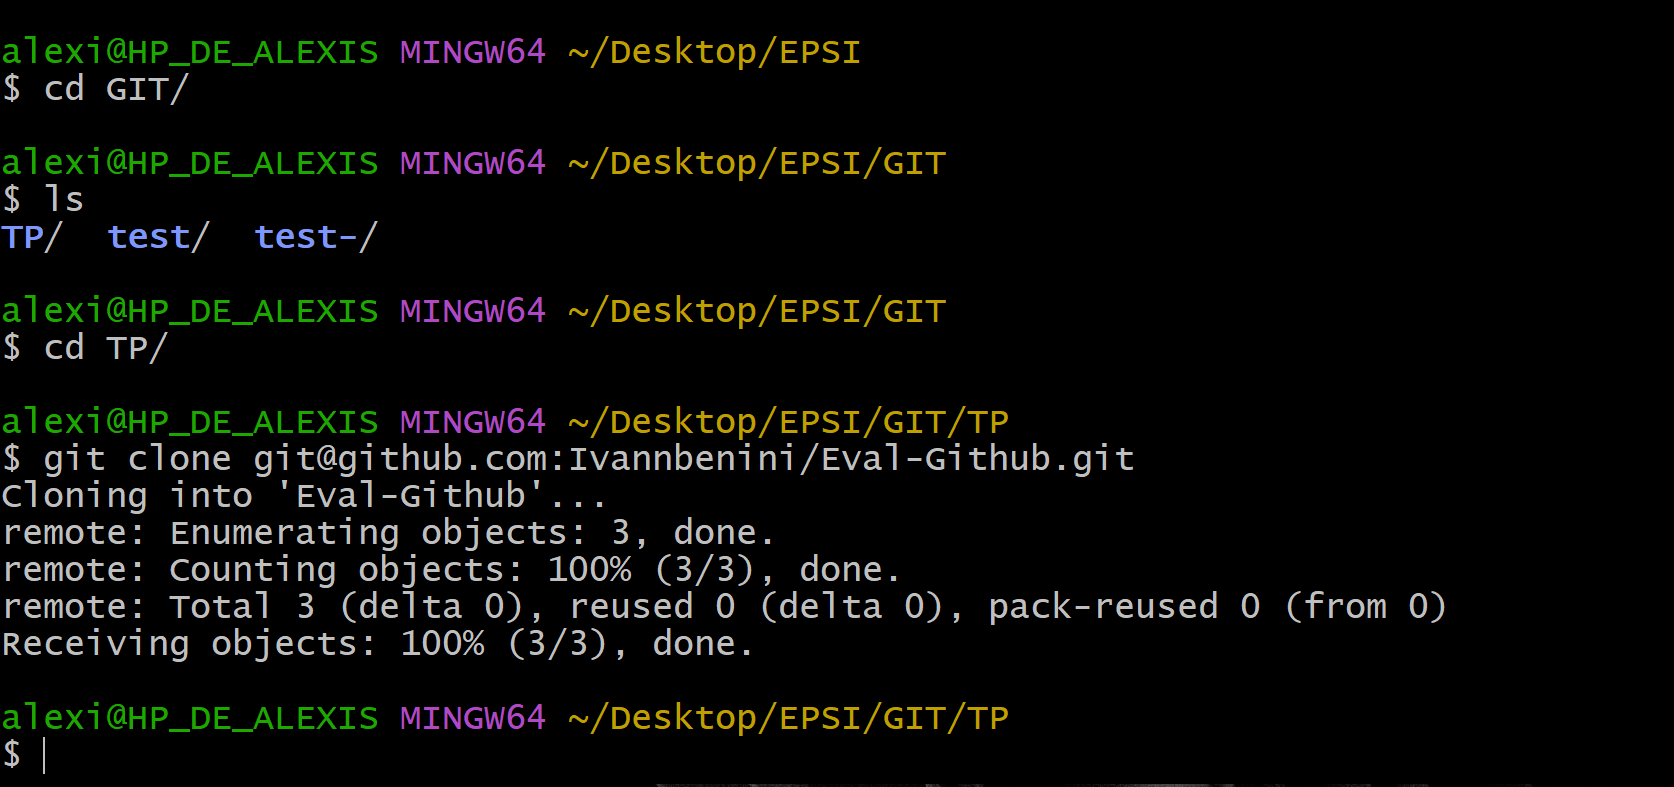 alexi@HP_DE_ALEXIS MINGW64 ~/Desktop/EPSI
$ cd GIT/
alexi@HP_DE_ALEXIS MINGW64 ~/Desktop/EPSI/GIT
$ ls
TP/  test/  test-/
alexi@HP_DE_ALEXIS MINGW64 ~/Desktop/EPSI/GIT
$ cd TP/
alexi@HP_DE_ALEXIS MINGW64 ~/Desktop/EPSI/GIT/TP
$ git clone git@github.com:Ivannbenini/Eval-Github.git
Cloning into 'Eval-Github'...
remote: Enumerating objects: 3, done.
remote: Counting objects: 100% (3/3), done.
remote: Total 3 (delta 0), reused 0 (delta 0), pack-reused 0 (from 0)
Receiving objects: 100% (3/3), done.
alexi@HP_DE_ALEXIS MINGW64 ~/Desktop/EPSI/GIT/TP
$